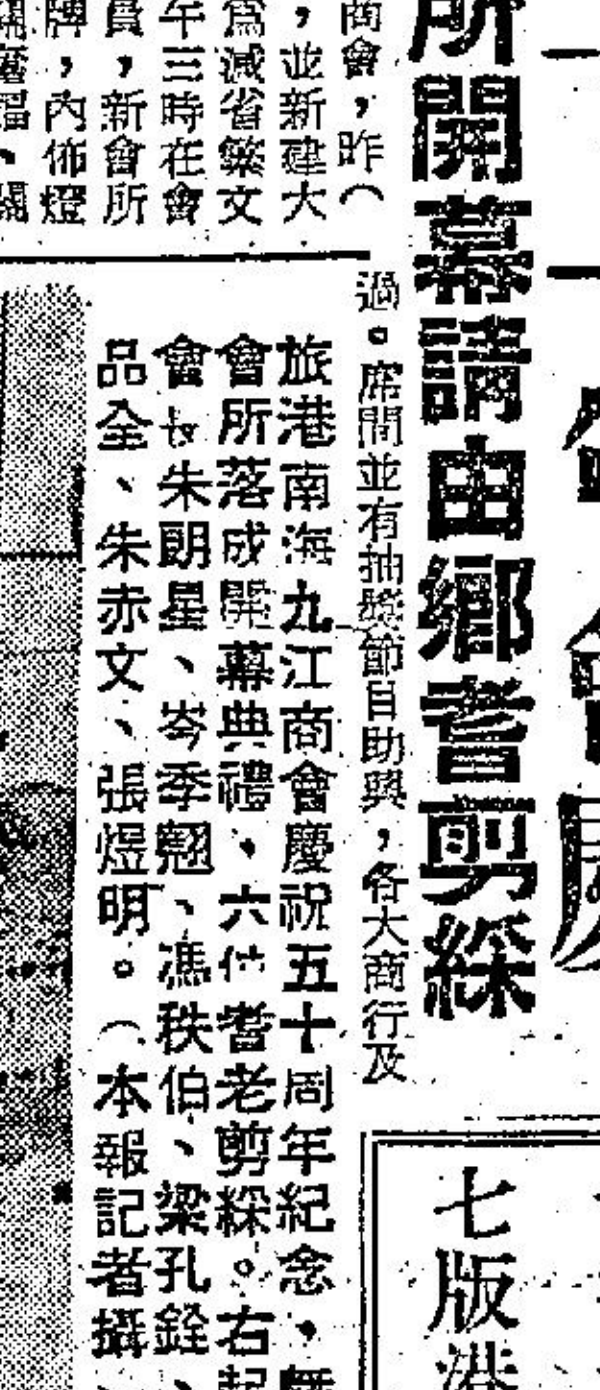 所開幕請由鄉耆剪綵
七版港
商會，昨（
，並新建大
為減省繁文
午三時在會
員，新會所
牌，內佈燈
過。席間並有抽獎節目助興，各大商行及
旅港南海九江商會慶祝五十周年紀念，
會所落成開幕典禮，六位耆老剪綵。右起
會長朱朗星、岑季翹、馮秩伯、梁孔銓、
品全、朱赤文、張煜明。（本報記者攝